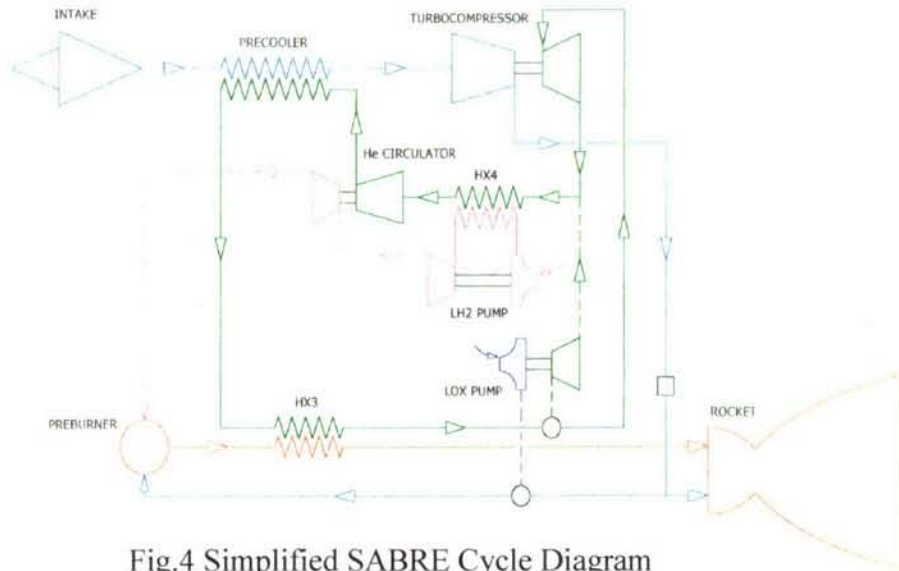 INTAKE
TURBOCOMPRESSOR
PRECOOLER
He CIRCULATOR
HX4
LH2 PUMP
LOX PUMP
HX3
PREBURNER
ROCKET
Fig.4 Simplified SABRE Cycle Diagram